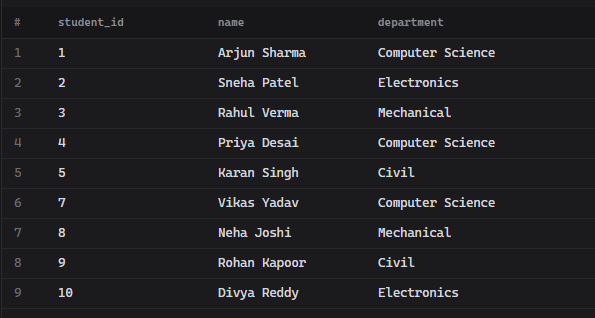 # student_id name department
1 1 Arjun Sharma Computer Science
2 2 Sneha Patel Electronics
3 3 Rahul Verma Mechanical
4 4 Priya Desai Computer Science
5 5 Karan Singh Civil
6 7 Vikas Yadav Computer Science
7 8 Neha Joshi Mechanical
8 9 Rohan Kapoor Civil
9 10 Divya Reddy Electronics